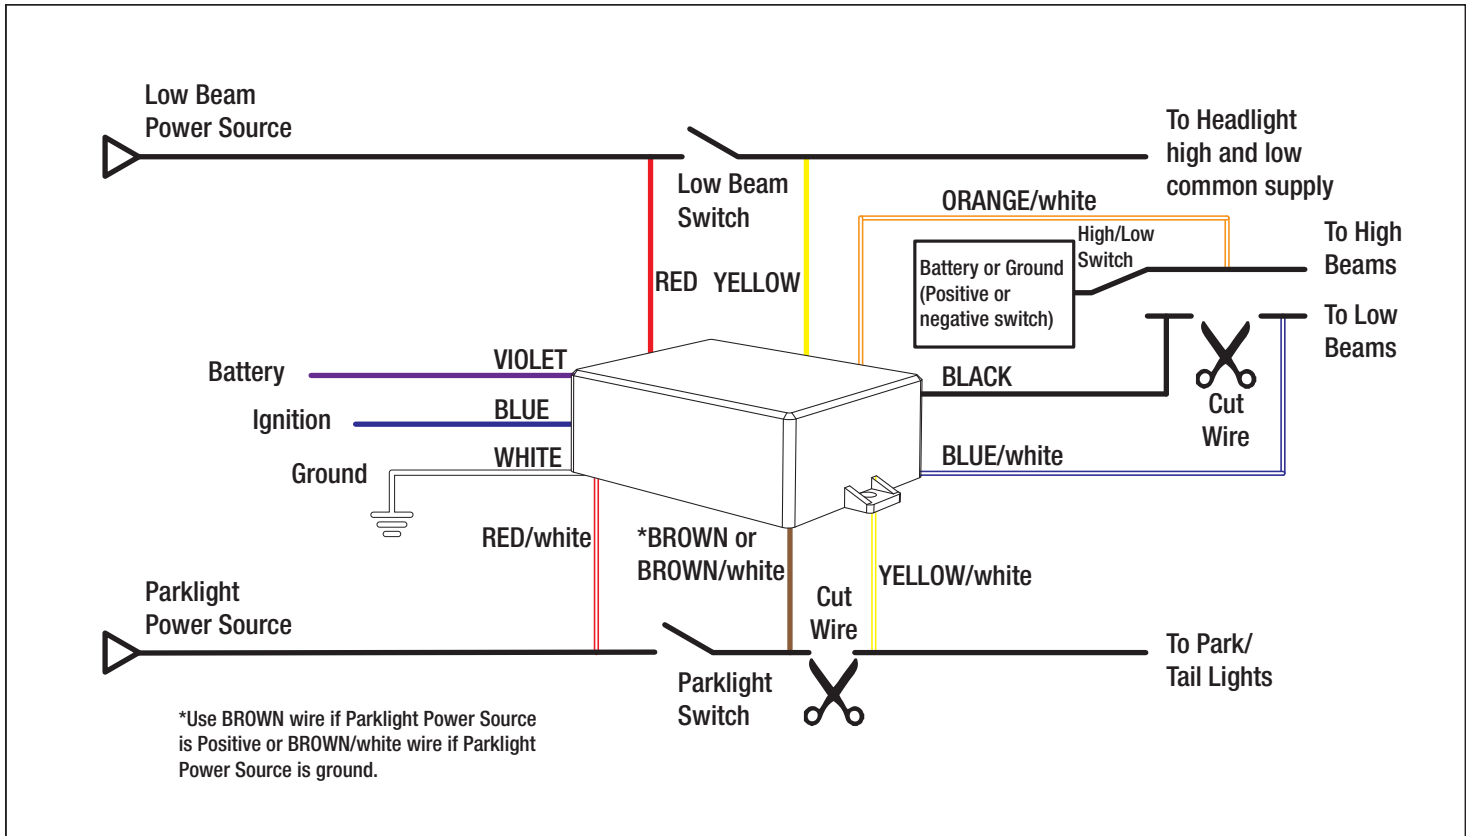 Low Beam
Power Source
Low Beam
Switch
To Headlight
high and low
common supply
ORANGE/white
High/Low
Switch
To High
Beams
Battery or Ground
(Positive or
negative switch)
RED
YELLOW
To Low
Beams
Battery
VIOLET
BLACK
Cut
Wire
Ignition
BLUE
Ground
WHITE
BLUE/white
RED/white
*BROWN or
BROWN/white
YELLOW/white
Parklight
Power Source
Cut
Wire
Parklight
Switch
To Park/
Tail Lights
*Use BROWN wire if Parklight Power Source
is Positive or BROWN/white wire if Parklight
Power Source is ground.